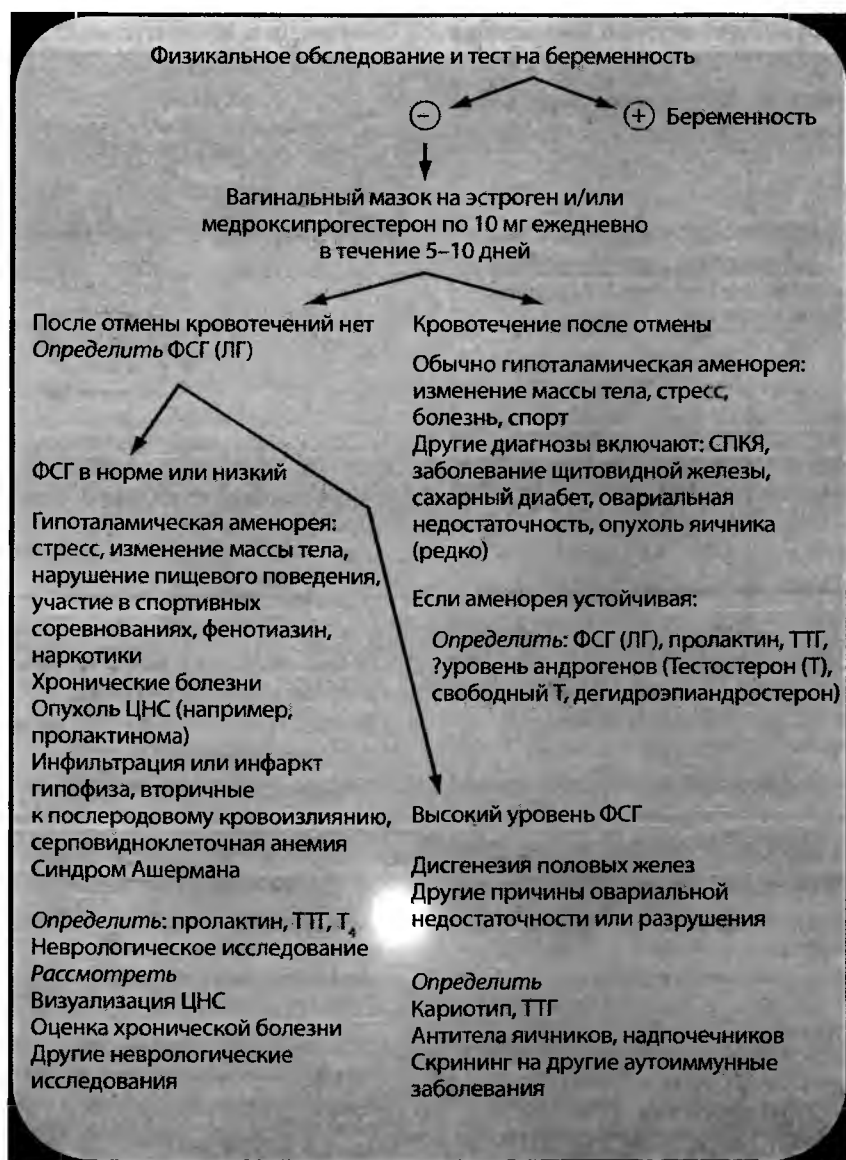 Физикальное обследование и тест на беременность
− + Беременность
Вагинальный мазок на эстроген и/или
медроксипрогестерон по 10 мг ежедневно
в течение 5–10 дней
После отмены кровотечений нет
Определить ФСГ (ЛГ)
Кровотечение после отмены
Обычно гипоталамическая аменорея:
изменение массы тела, стресс,
болезнь, спорт
Другие диагнозы включают: СПКЯ,
заболевание щитовидной железы,
сахарный диабет, овариальная
недостаточность, опухоль яичника
(редко)
Если аменорея устойчивая:
Определить: ФСГ (ЛГ), пролактин, ТТГ,
?уровень андрогенов (Тестостерон (Т),
свободный Т, дегидроэпиандростерон)
ФСГ в норме или низкий
Гипоталамическая аменорея:
стресс, изменение массы тела,
нарушение пищевого поведения,
участие в спортивных
соревнованиях, фенотиазин,
наркотики
Хронические болезни
Опухоль ЦНС (например,
пролактинома)
Инфильтрация или инфаркт
гипофиза, вторичные
к послеродовому кровоизлиянию,
серповидноклеточная анемия
Синдром Ашермана
Определить: пролактин, ТТГ, Т4
Неврологическое исследование
Рассмотреть
Визуализация ЦНС
Оценка хронической болезни
Другие неврологические
исследования
Высокий уровень ФСГ
Дисгенезия половых желез
Другие причины овариальной
недостаточности или разрушения
Определить
Кариотип, ТТГ
Антитела яичников, надпочечников
Скрининг на другие аутоиммунные
заболевания